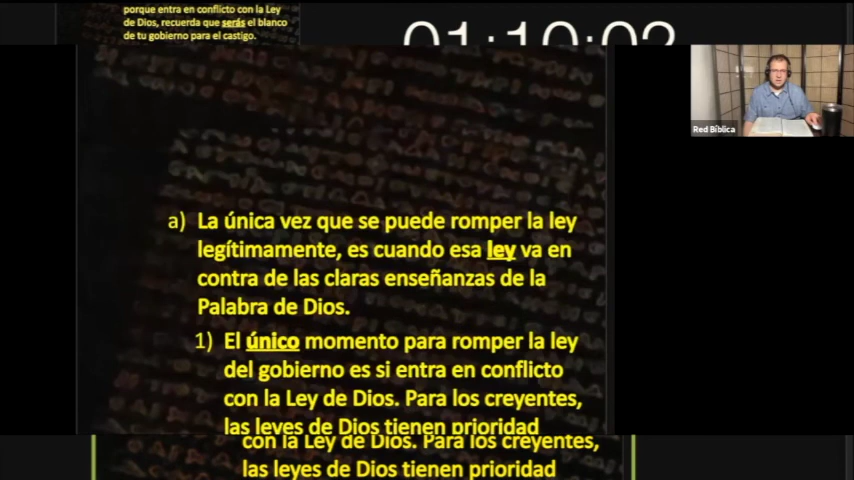 porque entra en conflicto con la Ley
de Dios, recuerda que serás el blanco
de tu gobierno para el castigo.
01:10:02
Red Bíblica
a) La única vez que se puede romper la ley
legítimamente, es cuando esa ley va en
contra de las claras enseñanzas de la
Palabra de Dios.
1) El único momento para romper la ley
del gobierno es si entra en conflicto
con la Ley de Dios. Para los creyentes,
las leyes de Dios tienen prioridad
con la Ley de Dios. Para los creyentes,
las leyes de Dios tienen prioridad